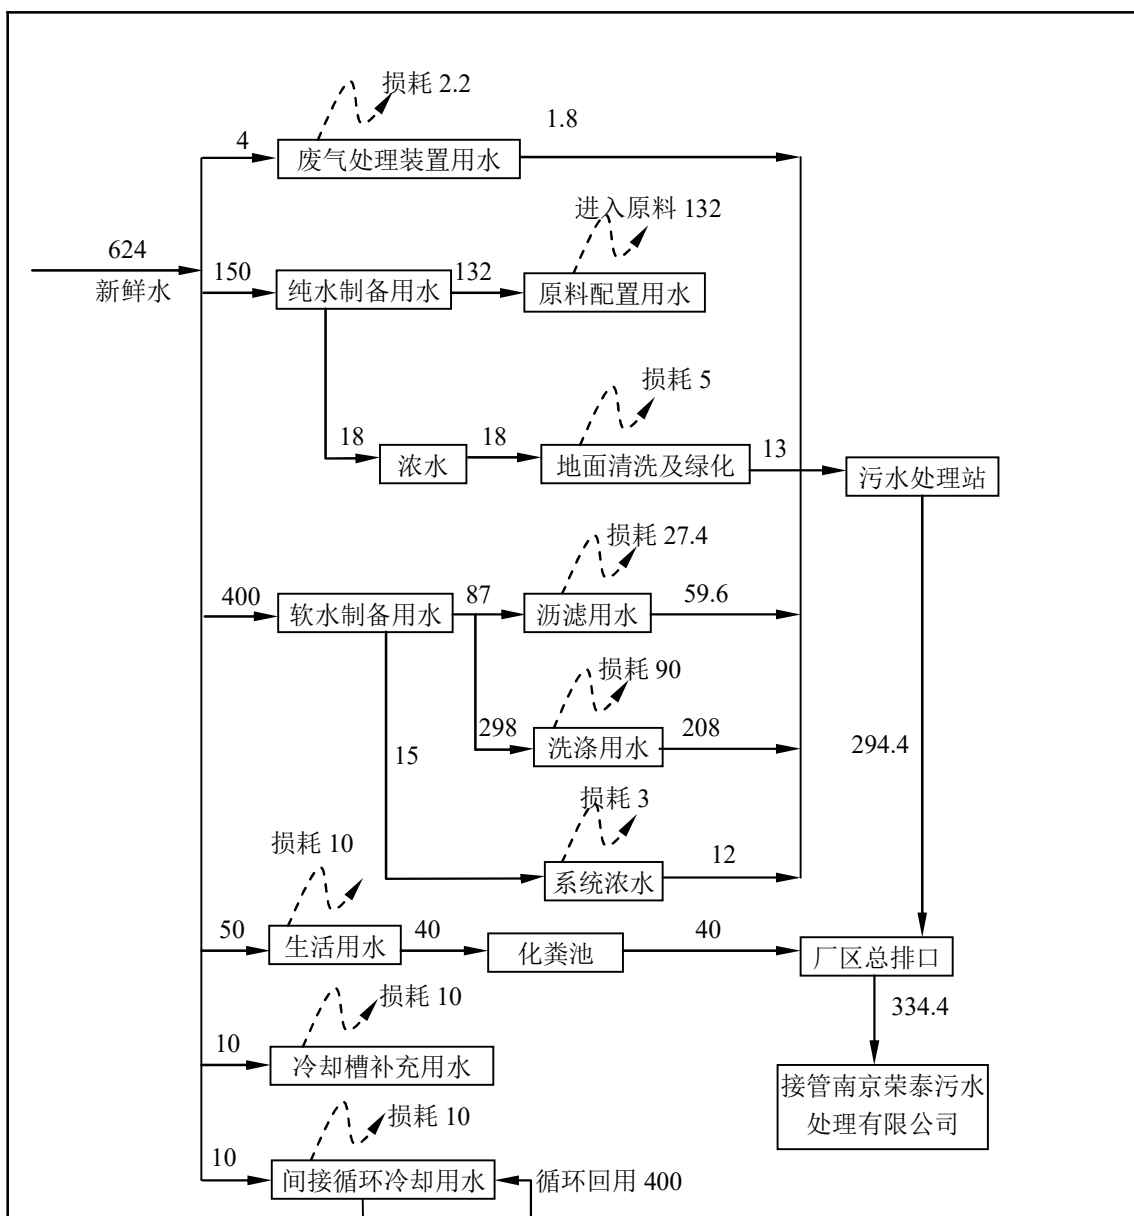 损耗 2.2
1.8
4
废气处理装置用水
进入原料 132
624
新鲜水
150
纯水制备用水
132
原料配置用水
损耗 5
18
浓水
18
地面清洗及绿化
13
污水处理站
损耗 27.4
400
软水制备用水
87
沥滤用水
59.6
损耗 90
298
洗涤用水
208
15
294.4
损耗 3
系统浓水
12
损耗 10
50
生活用水
40
化粪池
40
厂区总排口
334.4
损耗 10
10
冷却槽补充用水
接管南京荣泰污水
处理有限公司
损耗 10
10
间接循环冷却用水
循环回用 400